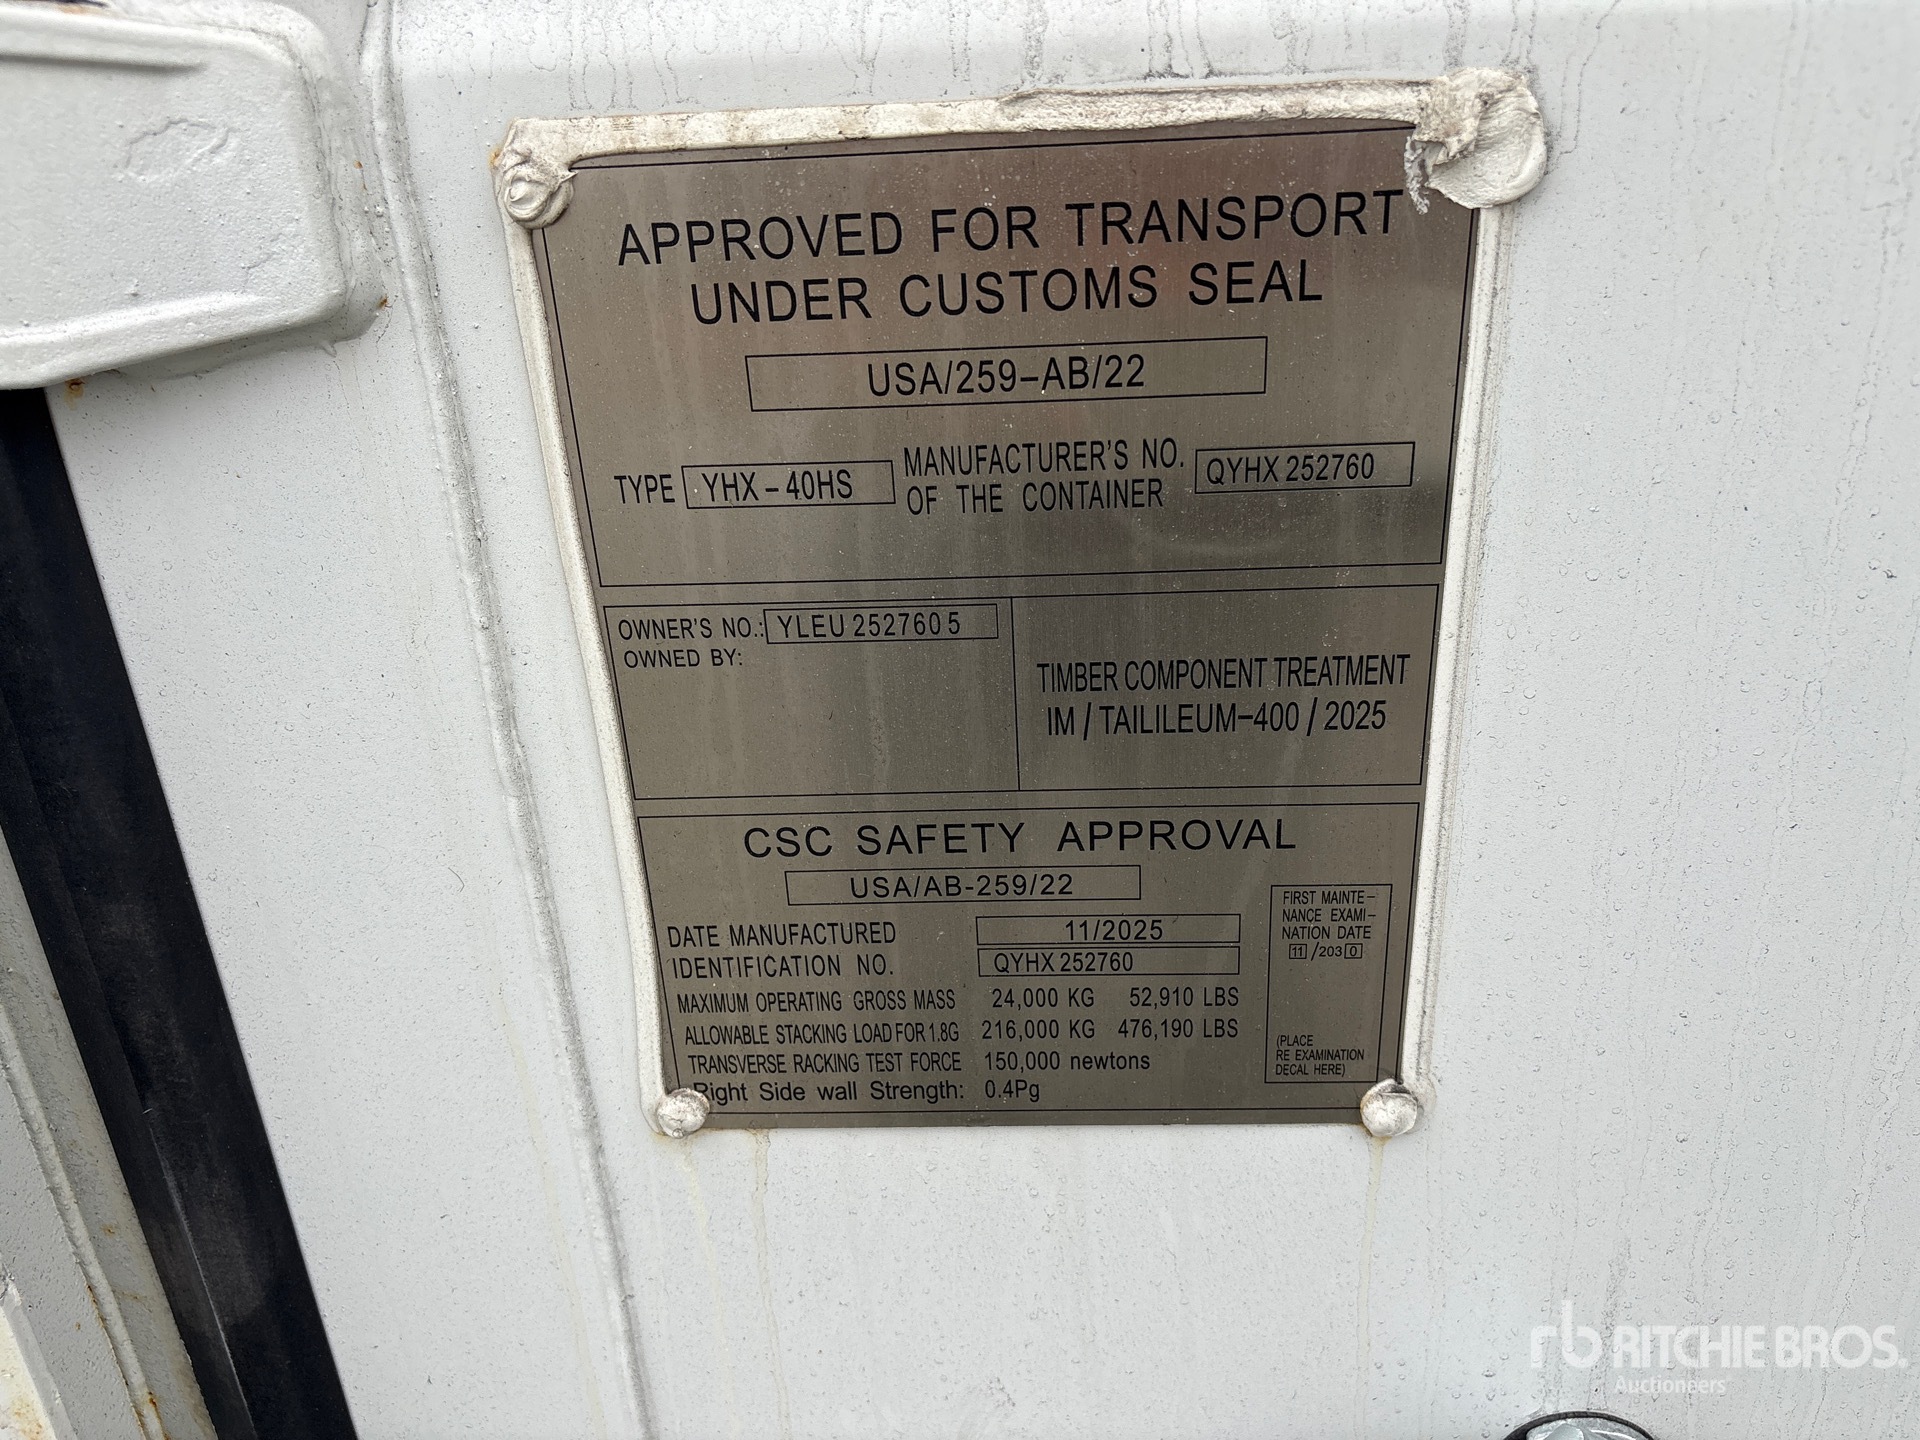 APPROVED FOR TRANSPORT
UNDER CUSTOMS SEAL
USA/259-AB/22
TYPE YHX-40HS MANUFACTURER'S NO. OF THE CONTAINER QYHX 252760
OWNER'S NO.: YLEU 252760 5
OWNED BY:
TIMBER COMPONENT TREATMENT
IM / TAILILEUM-400 / 2025
CSC SAFETY APPROVAL
USA/AB-259/22
DATE MANUFACTURED 11/2025
IDENTIFICATION NO. QYHX 252760
MAXIMUM OPERATING GROSS MASS 24,000 KG 52,910 LBS
ALLOWABLE STACKING LOAD FOR 1.8G 216,000 KG 476,190 LBS
TRANSVERSE RACKING TEST FORCE 150,000 newtons
Right Side wall Strength: 0.4Pg
FIRST MAINTE-
NANCE EXAMI-
NATION DATE
11/2030
(PLACE
RE EXAMINATION
DECAL HERE)
rb RITCHIE BROS.
Auctioneers